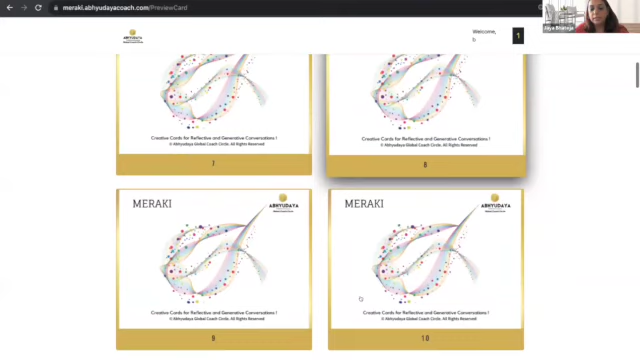 meraki.abhyudayacoach.com/PreviewCard
Welcome,
b
1
Creative Cards for Reflective and Generative Conversations !
© Abhyudaya Global Coach Circle. All Rights Reserved
7
Creative Cards for Reflective and Generative Conversations !
© Abhyudaya Global Coach Circle. All Rights Reserved
8
MERAKI
ABHYUDAYA
Creative Cards for Reflective and Generative Conversations !
© Abhyudaya Global Coach Circle. All Rights Reserved
9
MERAKI
ABHYUDAYA
Creative Cards for Reflective and Generative Conversations !
© Abhyudaya Global Coach Circle. All Rights Reserved
10